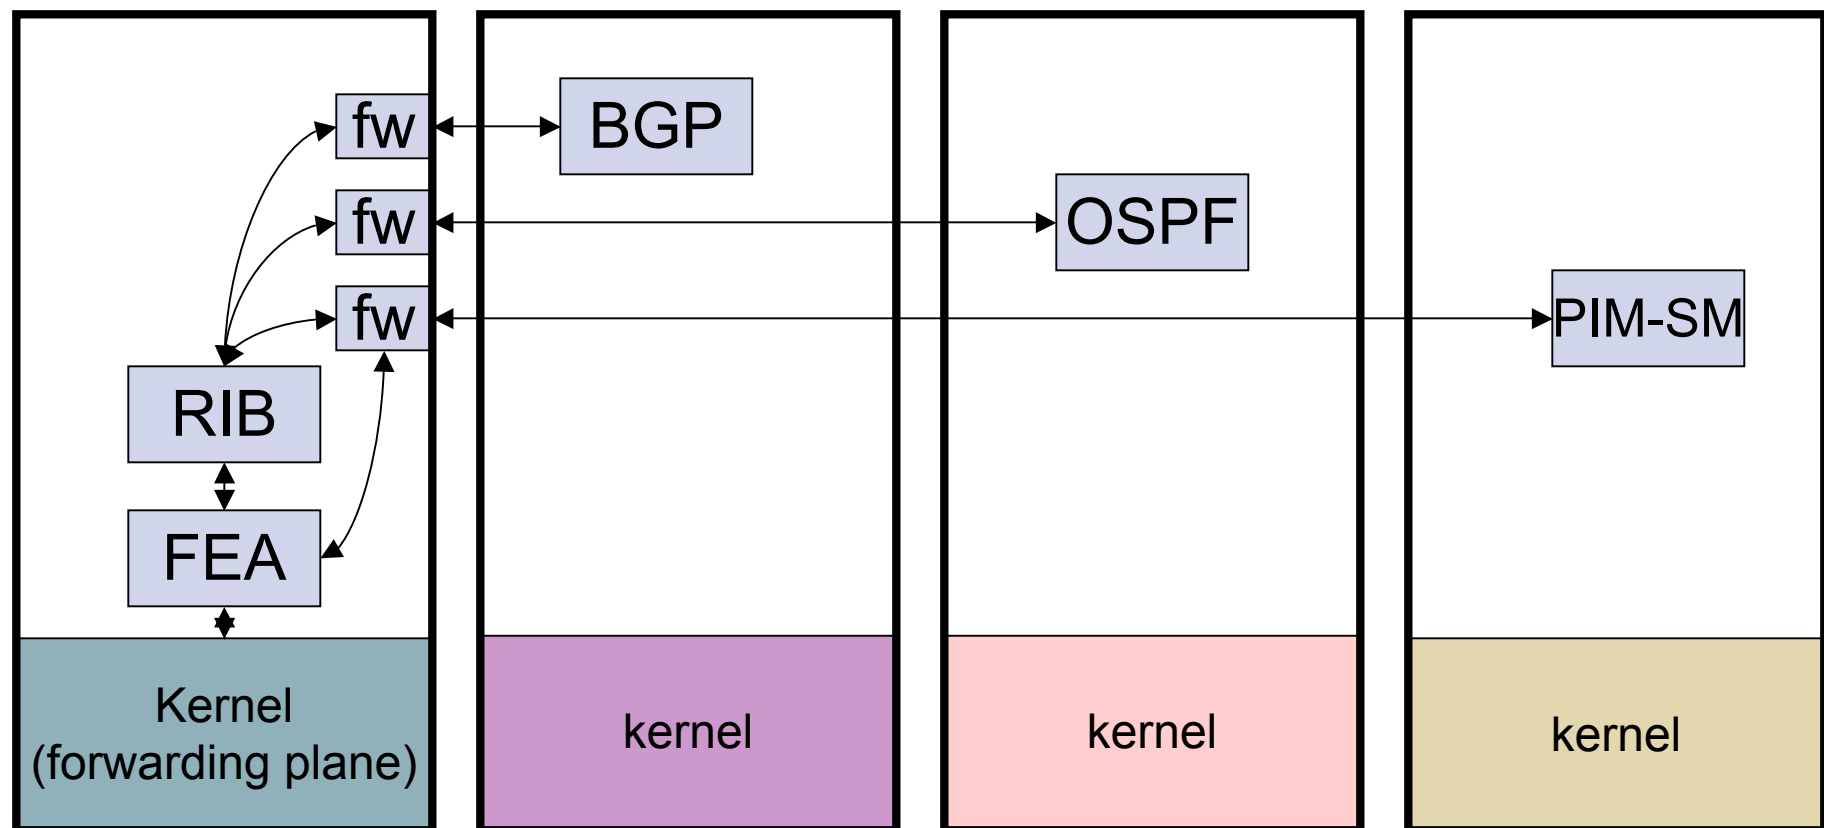 fw
BGP
fw
OSPF
fw
PIM-SM
RIB
FEA
Kernel
(forwarding plane)
kernel
kernel
kernel